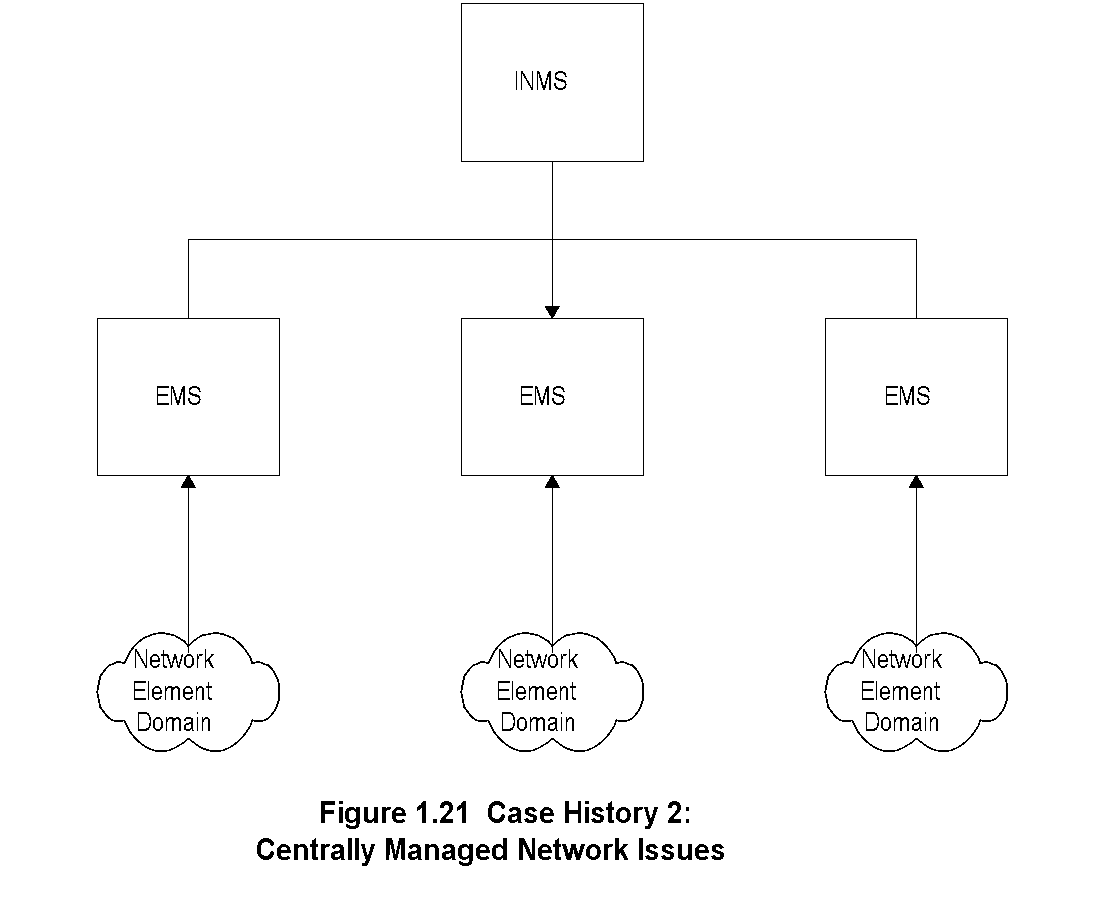 INMS
EMS
EMS
EMS
Network
Element
Domain
Network
Element
Domain
Network
Element
Domain
Figure 1.21  Case History 2:
Centrally Managed Network Issues